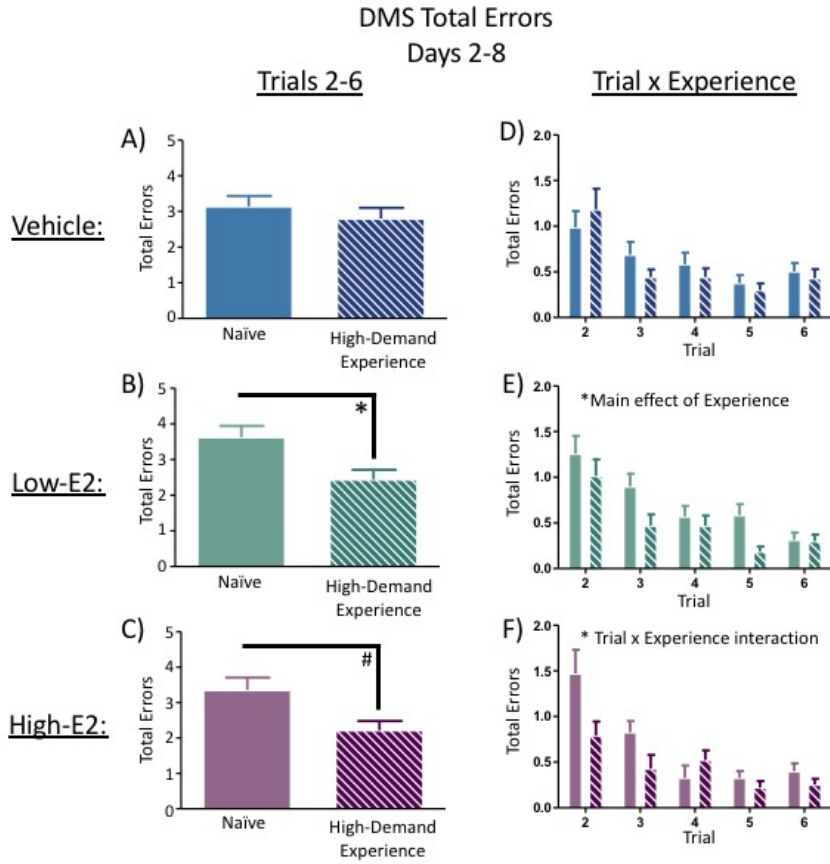 DMS Total Errors
Days 2-8
Trials 2-6
Trial x Experience
Vehicle:
A)
Total Errors
5
4
3
2
1
0
Naïve
High-Demand
Experience
D)
Total Errors
2.0
1.5
1.0
0.5
0.0
2 3 4 5 6
Trial
Low-E2:
B)
*
Total Errors
5
4
3
2
1
0
Naïve
High-Demand
Experience
E)
*Main effect of Experience
Total Errors
2.0
1.5
1.0
0.5
0.0
2 3 4 5 6
Trial
High-E2:
C)
#
Total Errors
5
4
3
2
1
0
Naïve
High-Demand
Experience
F)
* Trial x Experience interaction
Total Errors
2.0
1.5
1.0
0.5
0.0
2 3 4 5 6
Trial